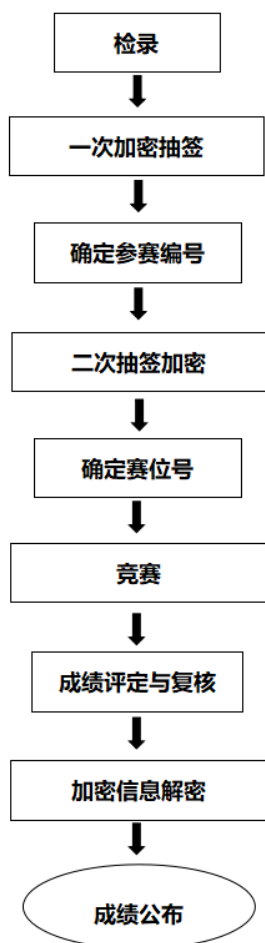 检录
一次加密抽签
确定参赛编号
二次抽签加密
确定赛位号
竞赛
成绩评定与复核
加密信息解密
成绩公布